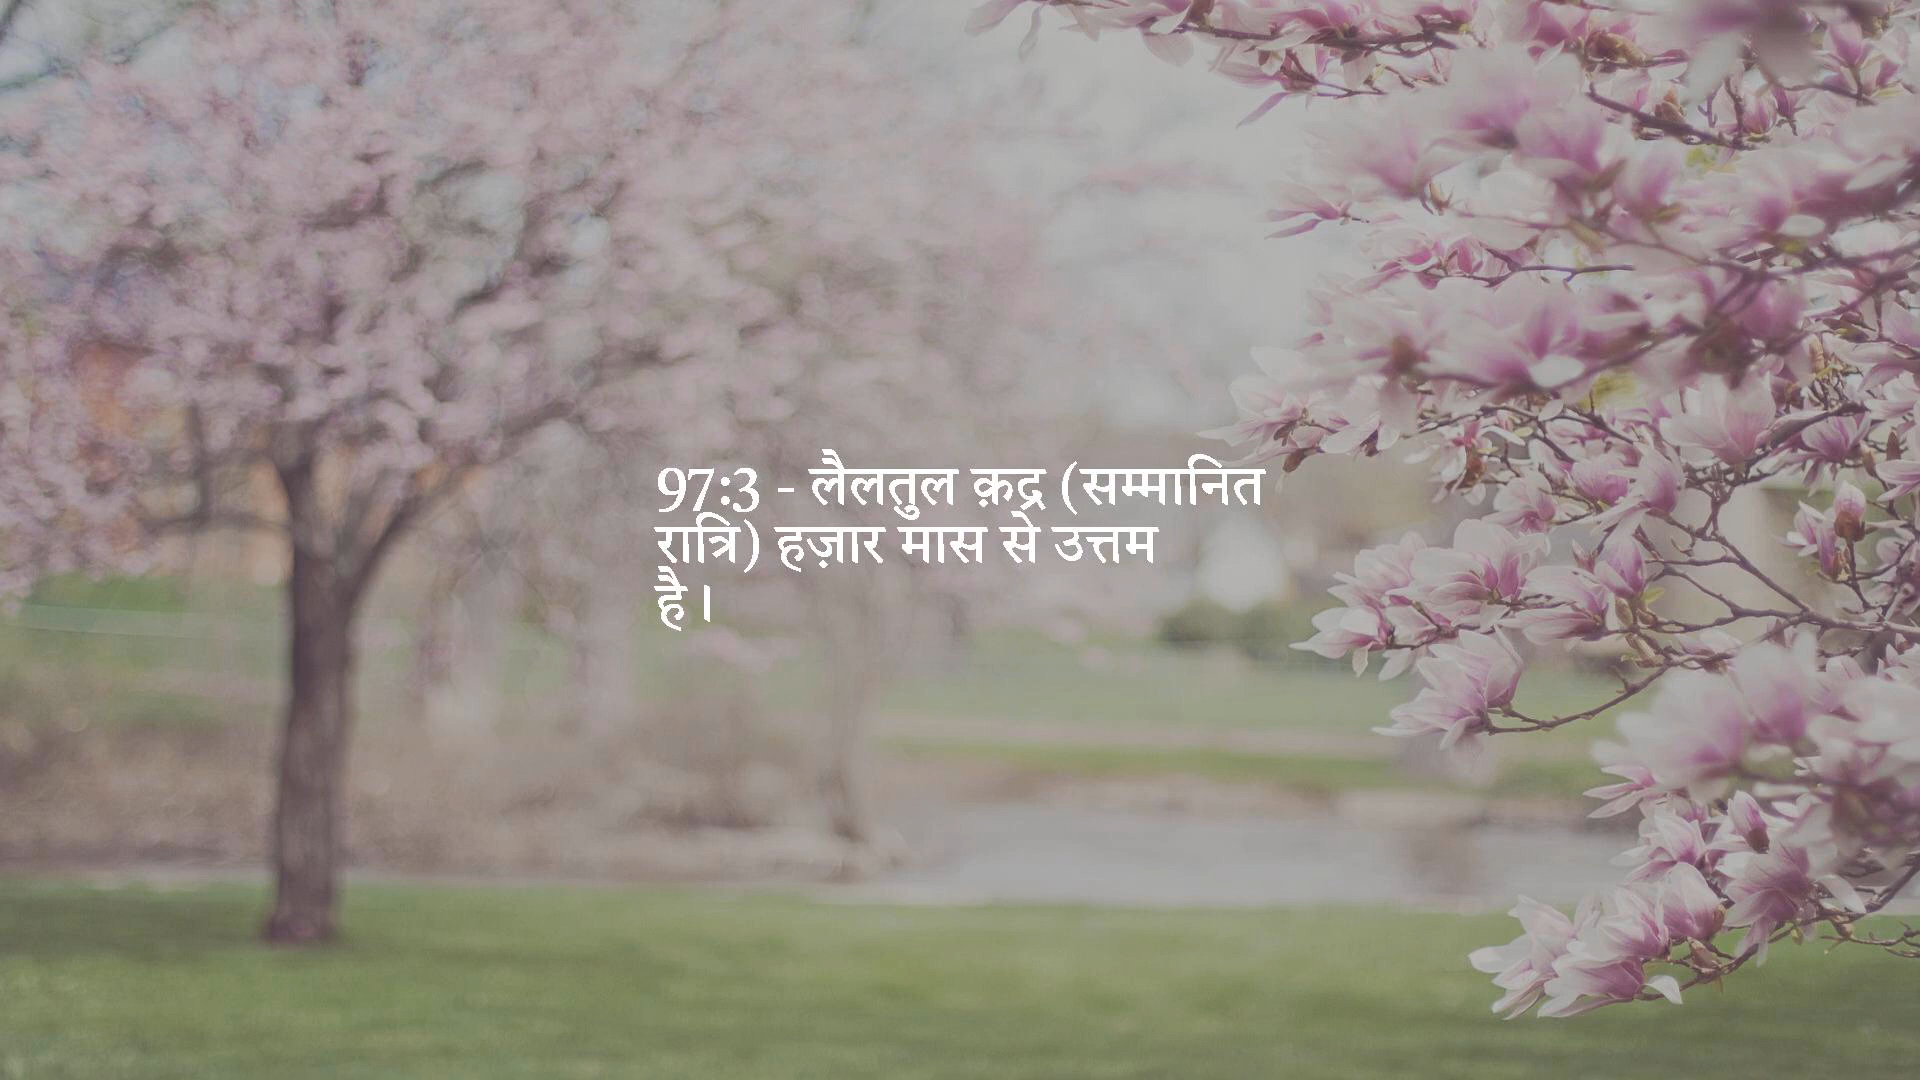 97:3 - लैलतुल क़द्र (सम्मानित
रात्रि) हज़ार मास से उत्तम
है।